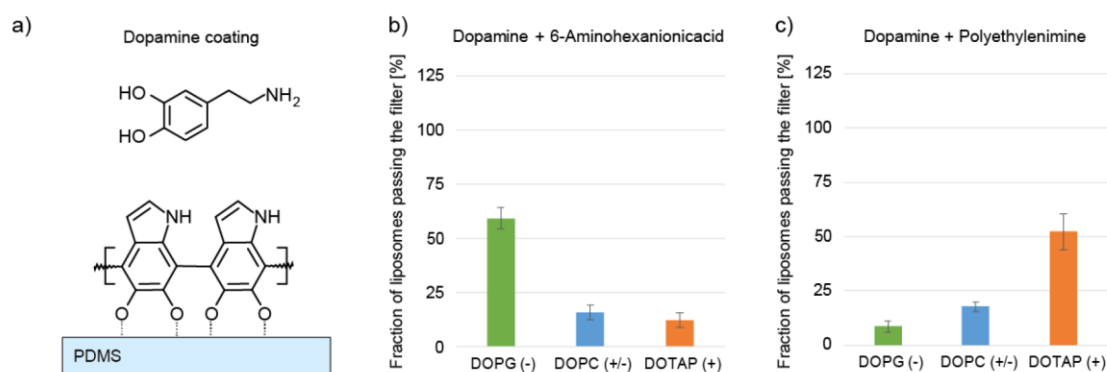 a)
Dopamine coating
HO
HO
NH2
NH
NH
O
O
O
O
PDMS
b)
Dopamine + 6-Aminohexanionicacid
Fraction of liposomes passing the filter [%]
125
100
75
50
25
0
DOPG (-)
DOPC (+/-)
DOTAP (+)
c)
Dopamine + Polyethylenimine
Fraction of liposomes passing the filter [%]
125
100
75
50
25
0
DOPG (-)
DOPC (+/-)
DOTAP (+)